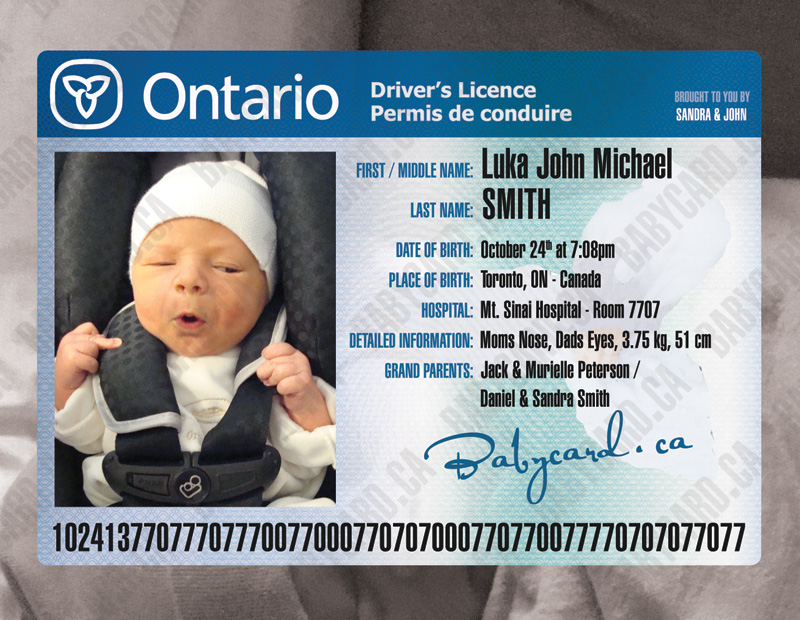 Ontario
Driver's Licence
Permis de conduire
BROUGHT TO YOU BY
SANDRA & JOHN
FIRST / MIDDLE NAME: Luka John Michael
LAST NAME: SMITH
DATE OF BIRTH: October 24th at 7:08pm
PLACE OF BIRTH: Toronto, ON - Canada
HOSPITAL: Mt. Sinai Hospital - Room 7707
DETAILED INFORMATION: Moms Nose, Dads Eyes, 3.75 kg, 51 cm
GRAND PARENTS: Jack & Murielle Peterson /
Daniel & Sandra Smith
Babycard.ca
1024137707770777007700077070700077077007777070707077077
BABYCARD.CA